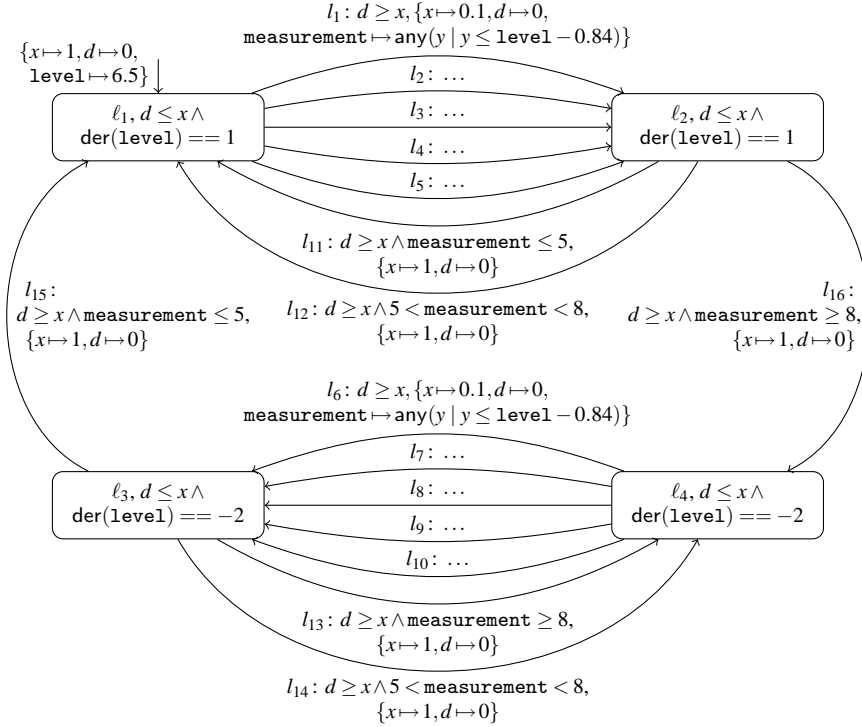 l₁: d ≥ x, {x↦0.1, d↦0,
measurement↦any(y | y ≤ level − 0.84)}
{x↦1, d↦0,
level↦6.5}
ℓ₁, d ≤ x ∧
der(level) == 1
l₂: …
l₃: …
l₄: …
l₅: …
ℓ₂, d ≤ x ∧
der(level) == 1
l₁₁: d ≥ x ∧ measurement ≤ 5,
{x↦1, d↦0}
l₁₂: d ≥ x ∧ 5 < measurement < 8,
{x↦1, d↦0}
l₁₅:
d ≥ x ∧ measurement ≤ 5,
{x↦1, d↦0}
l₁₆:
d ≥ x ∧ measurement ≥ 8,
{x↦1, d↦0}
l₆: d ≥ x, {x↦0.1, d↦0,
measurement↦any(y | y ≤ level − 0.84)}
ℓ₃, d ≤ x ∧
der(level) == −2
l₇: …
l₈: …
l₉: …
l₁₀: …
ℓ₄, d ≤ x ∧
der(level) == −2
l₁₃: d ≥ x ∧ measurement ≥ 8,
{x↦1, d↦0}
l₁₄: d ≥ x ∧ 5 < measurement < 8,
{x↦1, d↦0}